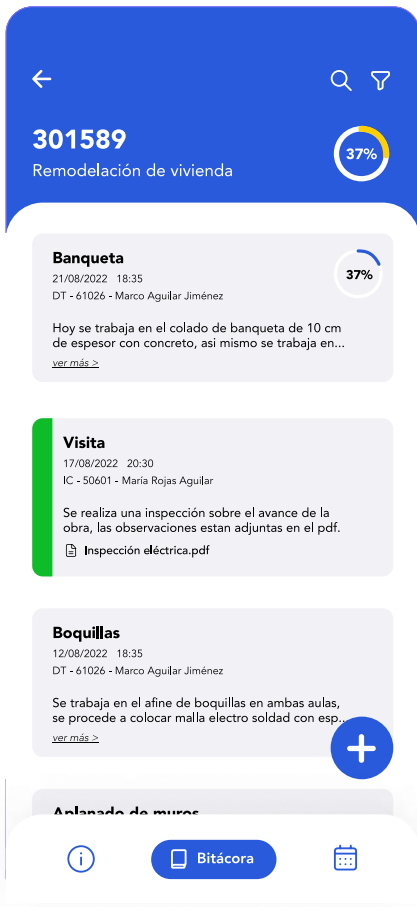 301589
Remodelación de vivienda
37%
Banqueta
21/08/2022 18:35
DT - 61026 - Marco Aguilar Jiménez
37%
Hoy se trabaja en el colado de banqueta de 10 cm
de espesor con concreto, asi mismo se trabaja en...
ver más >
Visita
17/08/2022 20:30
IC - 50601 - María Rojas Aguilar
Se realiza una inspección sobre el avance de la
obra, las observaciones estan adjuntas en el pdf.
Inspección eléctrica.pdf
Boquillas
12/08/2022 18:35
DT - 61026 - Marco Aguilar Jiménez
Se trabaja en el afine de boquillas en ambas aulas,
se procede a colocar malla electro soldad con esp...
ver más >
Aplanado de muros
Bitácora